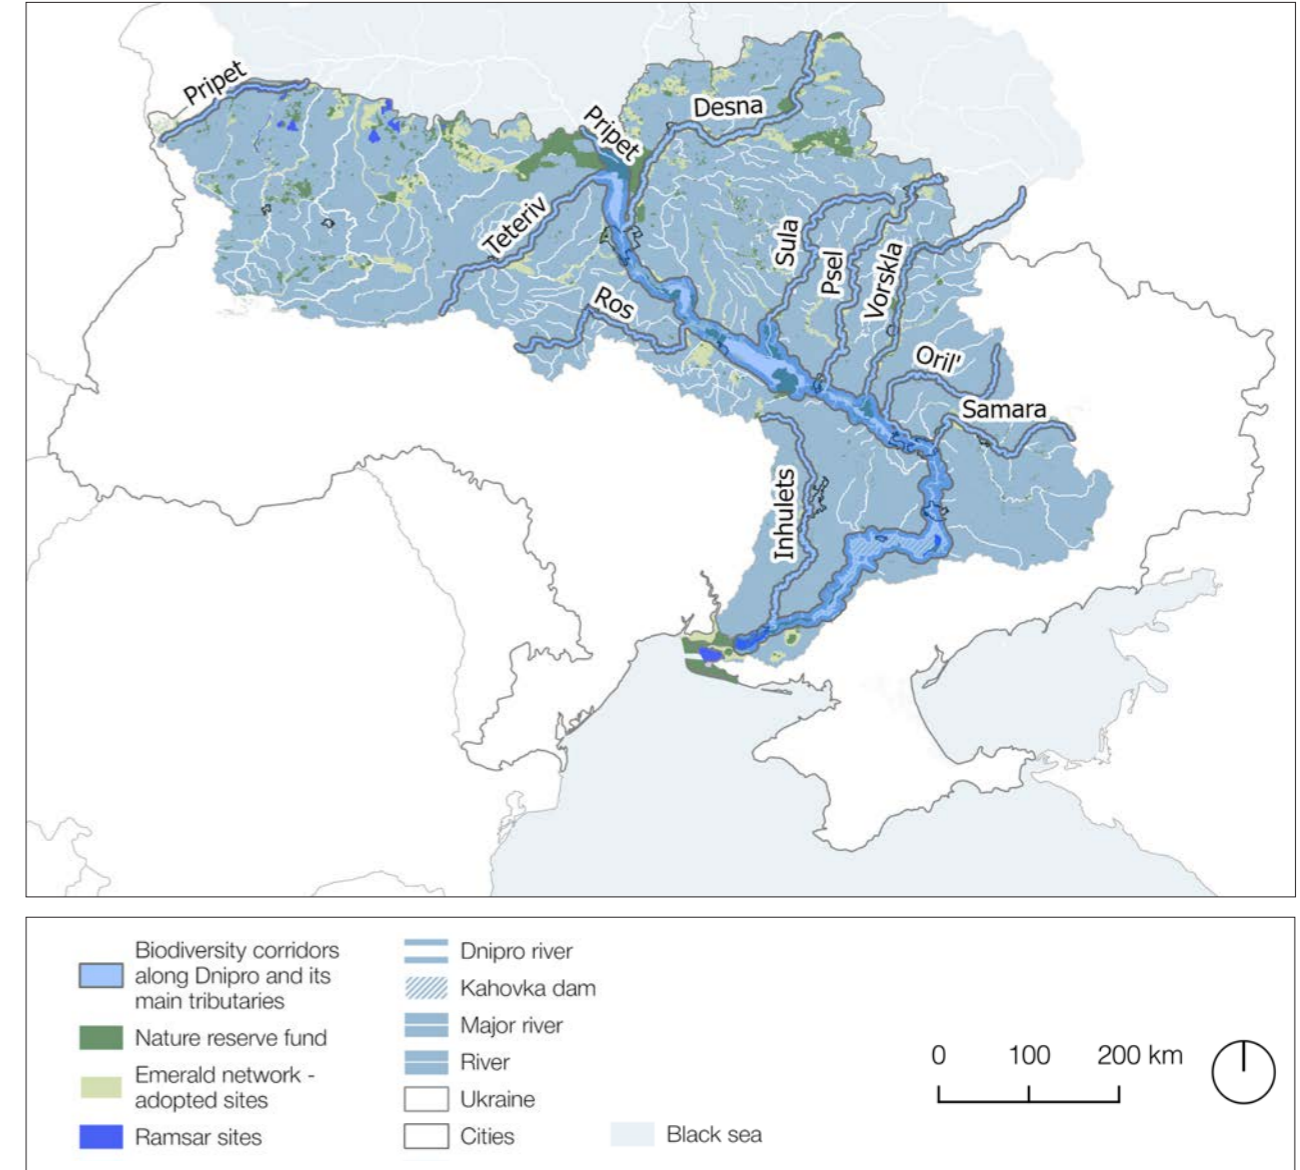 Pripet
Pripet
Desna
Teteriv
Ros
Sula
Psel
Vorskla
Oril'
Samara
Inhulets
Biodiversity corridors
along Dnipro and its
main tributaries
Nature reserve fund
Emerald network -
adopted sites
Ramsar sites
Dnipro river
Kahovka dam
Major river
River
Ukraine
Cities
Black sea
0 100 200 km